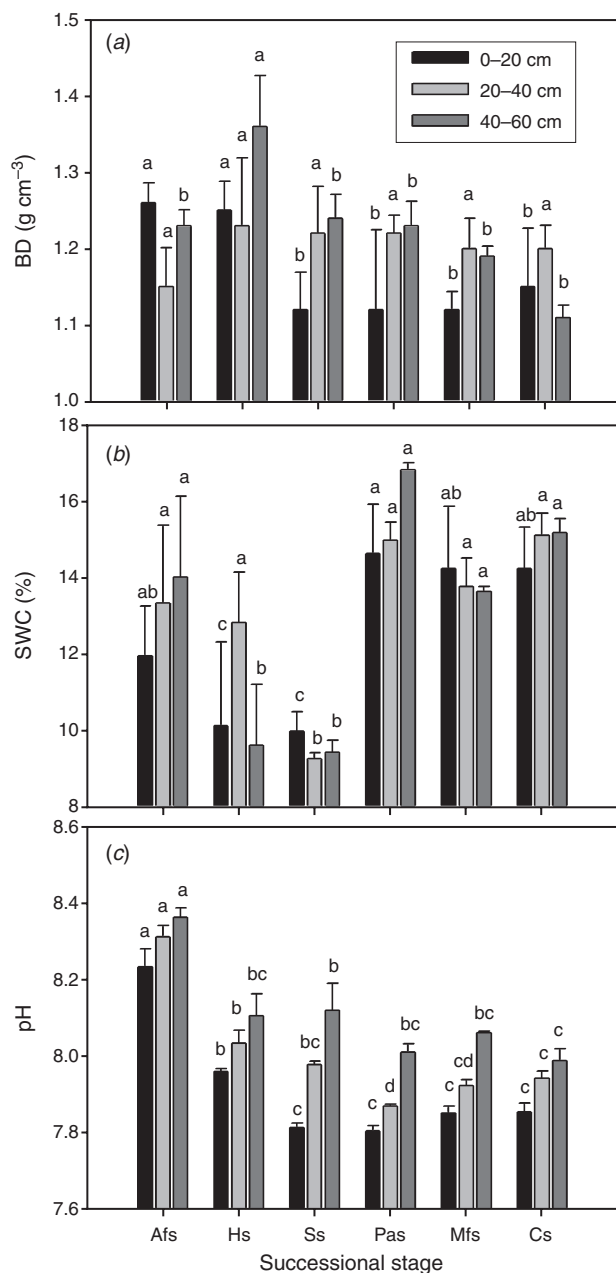 (a)
0–20 cm
20–40 cm
40–60 cm
BD (g cm⁻³)
1.5
1.4
1.3
1.2
1.1
1.0
a a b
a a a
b a b
b a b
b a b
b a b
(b)
SWC (%)
18
16
14
12
10
8
ab a a
c a b
c b b
a a a
ab a a
ab a a
(c)
pH
8.6
8.4
8.2
8.0
7.8
7.6
a a a
b b bc
c bc b
c d bc
c cd bc
c c c
Afs Hs Ss Pas Mfs Cs
Successional stage